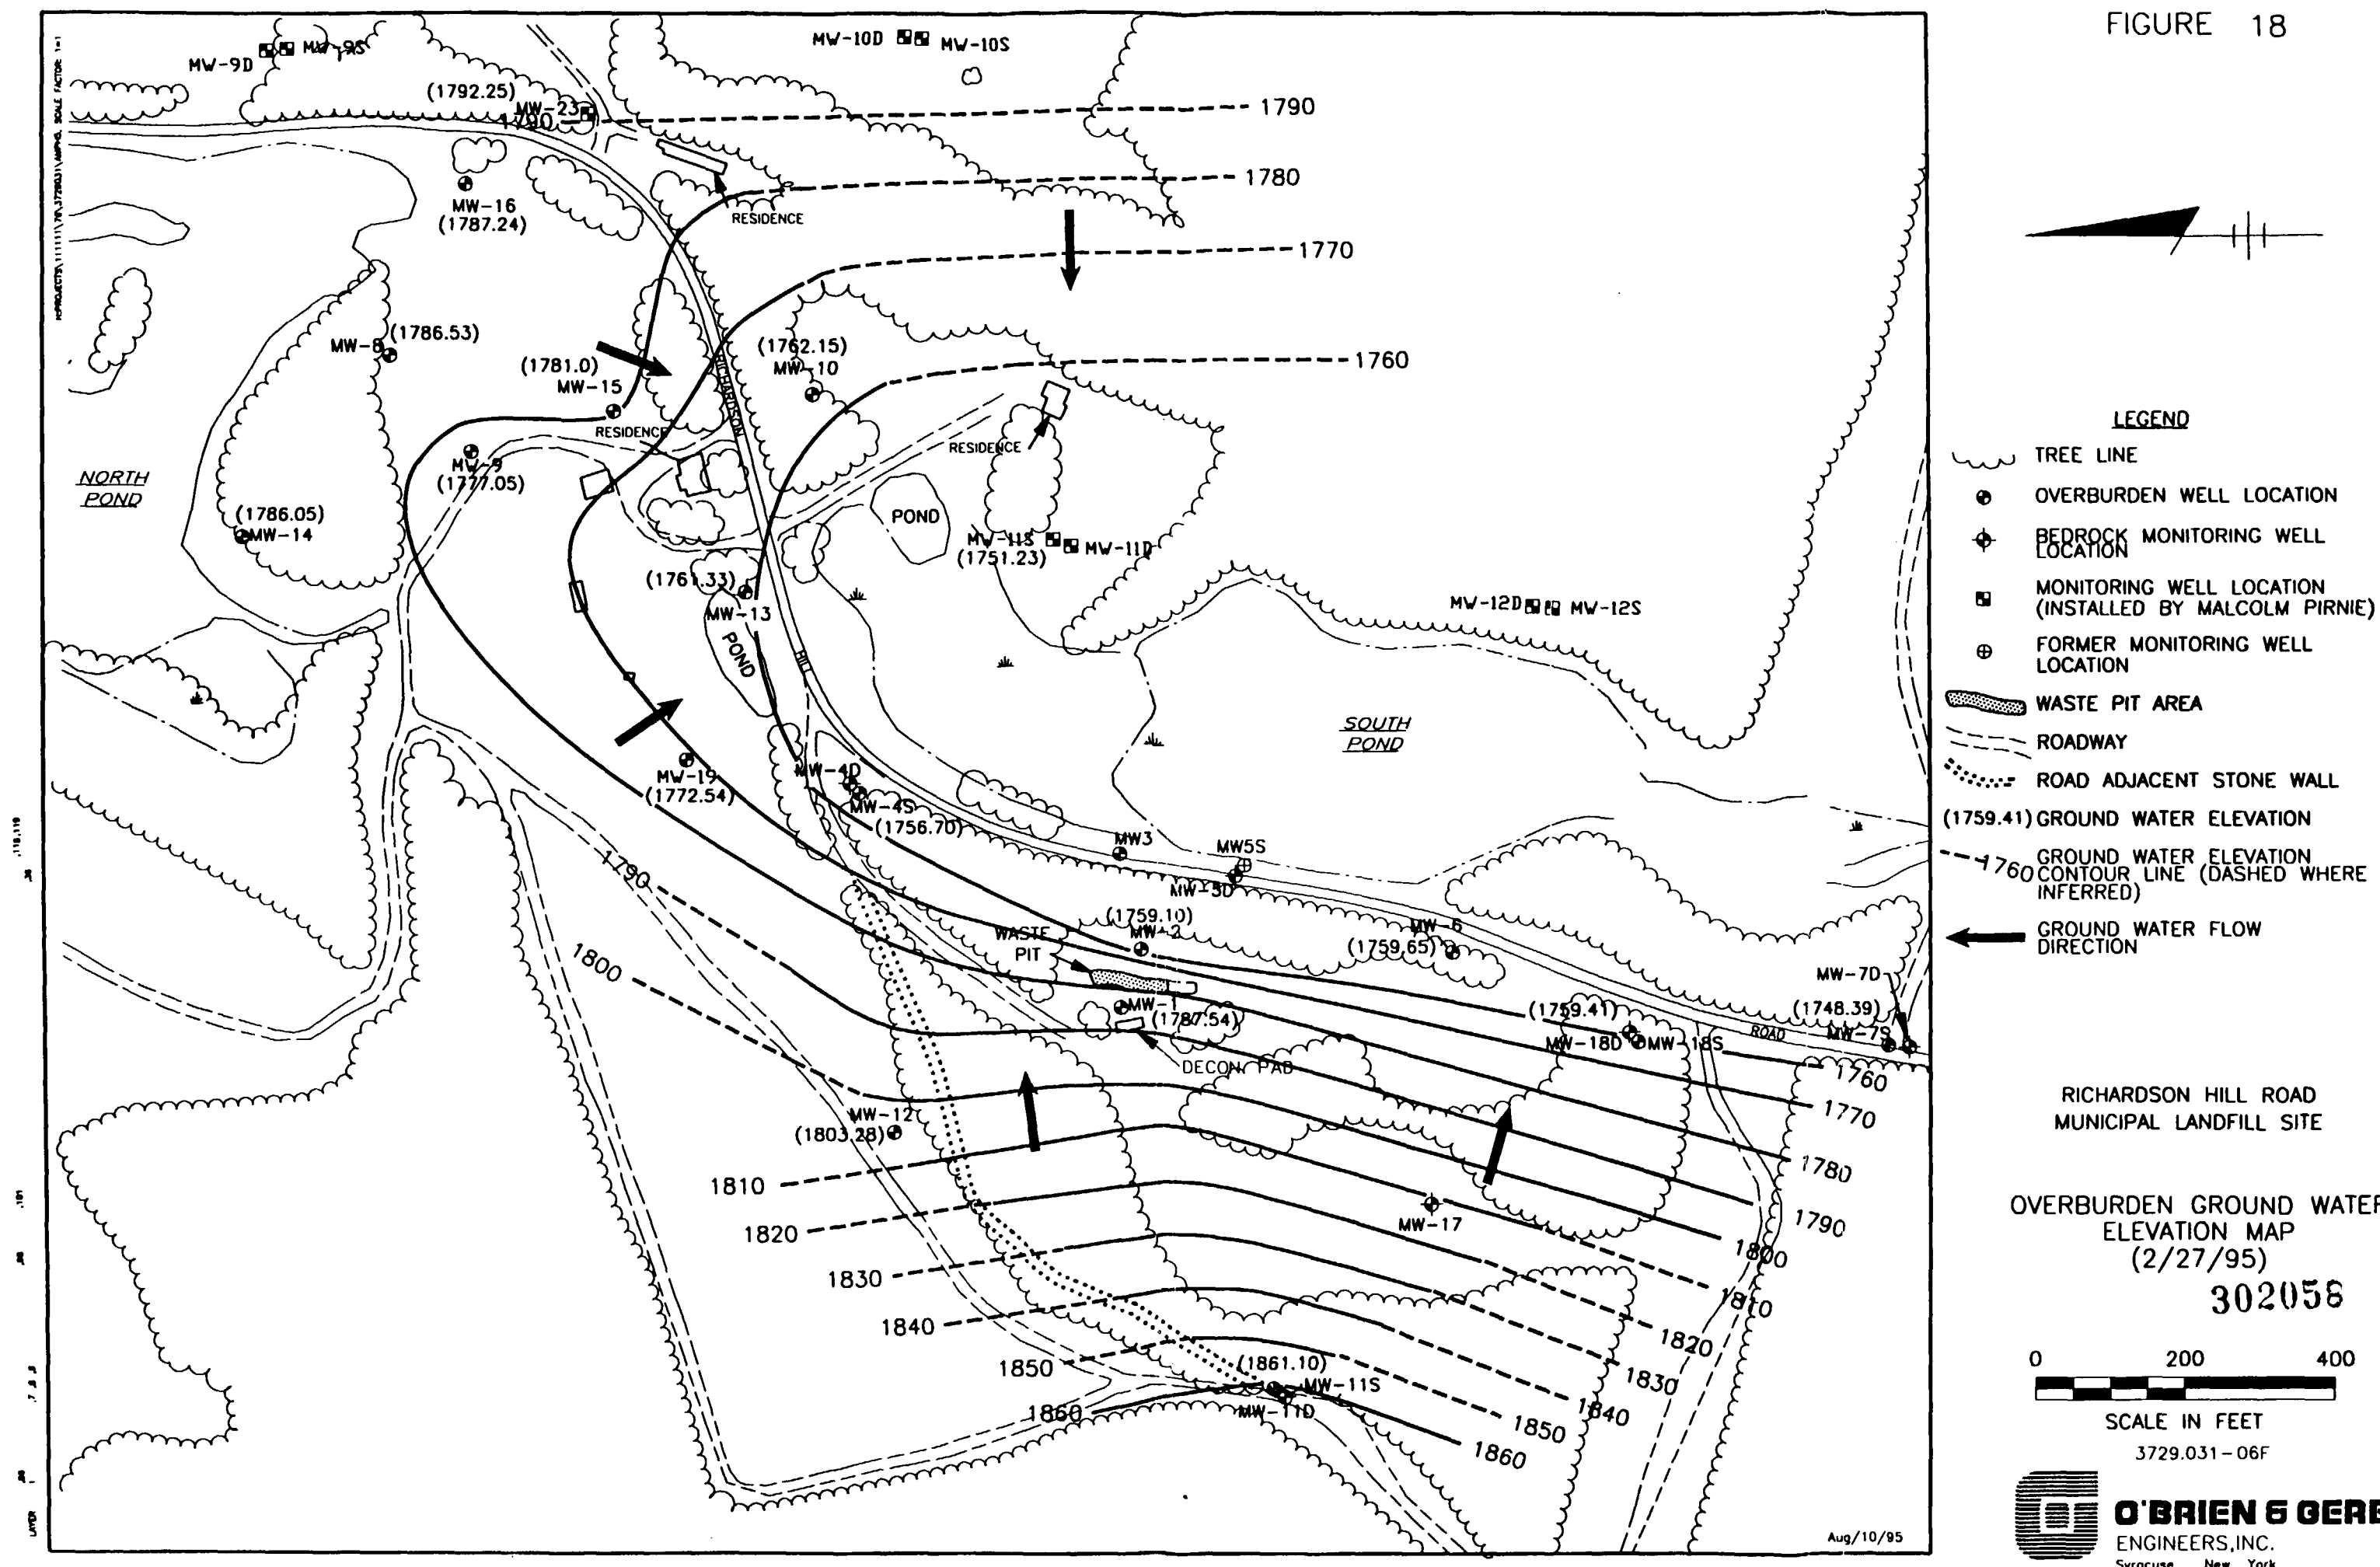 FIGURE 18
MW-9D
MW-9S
MW-10D
MW-10S
(1792.25)
MW-23
1790
1790
MW-16
(1787.24)
1780
RESIDENCE
1770
MW-8
(1786.53)
(1781.0)
MW-15
(1762.15)
MW-10
1760
RICHARDSON
RESIDENCE
RESIDENCE
MW-9
(1777.05)
NORTH
POND
(1786.05)
MW-14
POND
MW-11S
(1751.23)
MW-11D
(1761.33)
MW-13
POND
HILL
MW-12D
MW-12S
SOUTH
POND
MW-19
(1772.54)
MW-4D
MW-4S
(1756.70)
MW3
MW5S
MW-5D
1790
1800
(1759.10)
MW-2
WASTE
PIT
MW-6
(1759.65)
MW-7D
(1748.39)
MW-7S
MW-1
(1787.54)
(1759.41)
MW-18D
MW-18S
ROAD
DECON PAD
1760
1770
1780
1790
1800
1810
1820
1830
1840
1850
1860
MW-12
(1803.28)
1810
1820
1830
1840
1850
1860
MW-17
(1861.10)
MW-11S
MW-11D
Aug/10/95
LAYER
LEGEND
TREE LINE
OVERBURDEN WELL LOCATION
BEDROCK MONITORING WELL
LOCATION
MONITORING WELL LOCATION
(INSTALLED BY MALCOLM PIRNIE)
FORMER MONITORING WELL
LOCATION
WASTE PIT AREA
ROADWAY
ROAD ADJACENT STONE WALL
(1759.41) GROUND WATER ELEVATION
1760 GROUND WATER ELEVATION
CONTOUR LINE (DASHED WHERE
INFERRED)
GROUND WATER FLOW
DIRECTION
RICHARDSON HILL ROAD
MUNICIPAL LANDFILL SITE
OVERBURDEN GROUND WATER
ELEVATION MAP
(2/27/95)
302058
0 200 400
SCALE IN FEET
3729.031-06F
O'BRIEN & GERE
ENGINEERS, INC.
Syracuse, New York